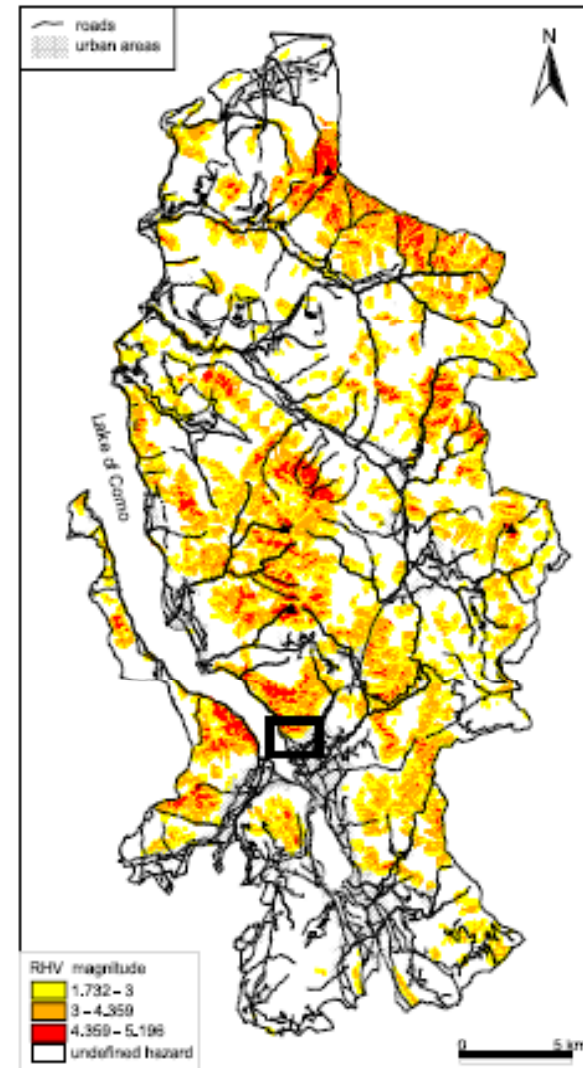 roads
urban areas
N
Lake of Como
RHV magnitude
1.732 – 3
3 – 4.359
4.359 – 5.196
undefined hazard
0 5 km